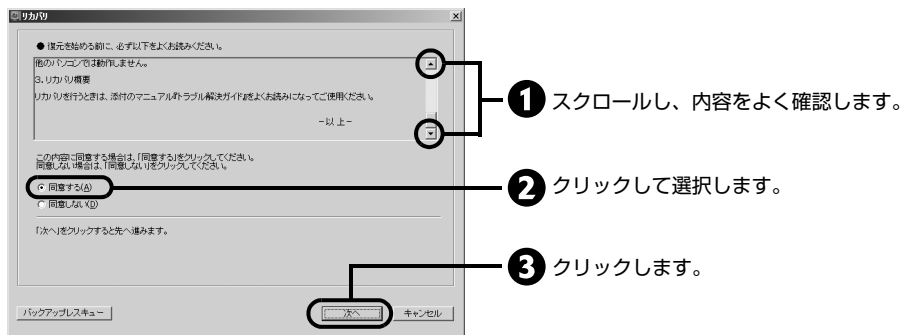 リカバリ
● 復元を始める前に、必ず以下をよくお読みください。
他のパソコンでは動作しません。
3. リカバリ概要
リカバリを行うときは、添付のマニュアル『トラブル解決ガイド』をよくお読みになってご使用ください。
－以 上－
この内容に同意する場合は、「同意する」をクリックしてください。
同意しない場合は、「同意しない」をクリックしてください。
同意する(A)
同意しない(D)
「次へ」をクリックすると先へ進みます。
バックアップレスキュー
次へ
キャンセル
❶ スクロールし、内容をよく確認します。
❷ クリックして選択します。
❸ クリックします。